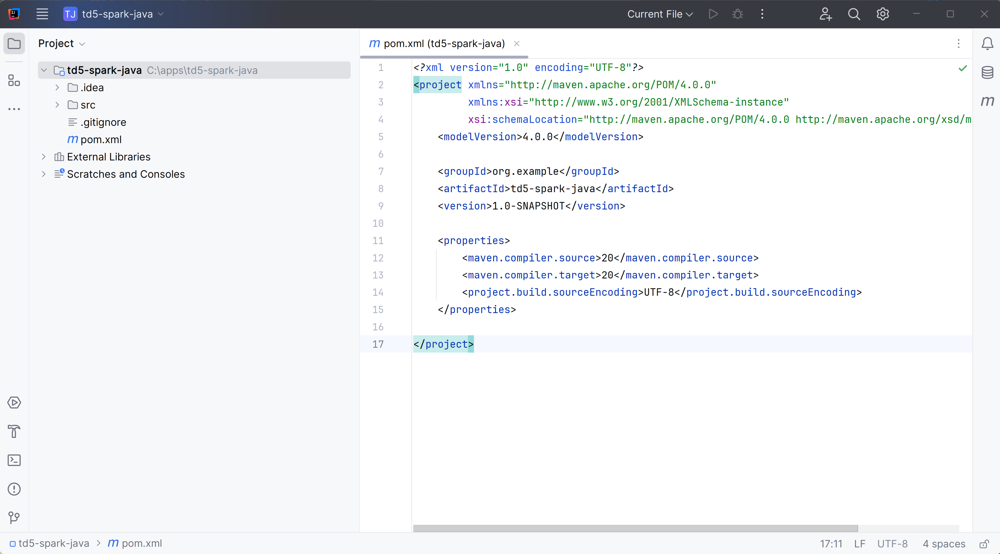 TJ td5-spark-java Current File
Project
td5-spark-java C:\apps\td5-spark-java
.idea
src
.gitignore
m pom.xml
External Libraries
Scratches and Consoles
m pom.xml (td5-spark-java)
1 <?xml version="1.0" encoding="UTF-8"?>
2 <project xmlns="http://maven.apache.org/POM/4.0.0"
3 xmlns:xsi="http://www.w3.org/2001/XMLSchema-instance"
4 xsi:schemaLocation="http://maven.apache.org/POM/4.0.0 http://maven.apache.org/xsd/m
5 <modelVersion>4.0.0</modelVersion>
6
7 <groupId>org.example</groupId>
8 <artifactId>td5-spark-java</artifactId>
9 <version>1.0-SNAPSHOT</version>
10
11 <properties>
12 <maven.compiler.source>20</maven.compiler.source>
13 <maven.compiler.target>20</maven.compiler.target>
14 <project.build.sourceEncoding>UTF-8</project.build.sourceEncoding>
15 </properties>
16
17 </project>
m
td5-spark-java > m pom.xml 17:11 LF UTF-8 4 spaces